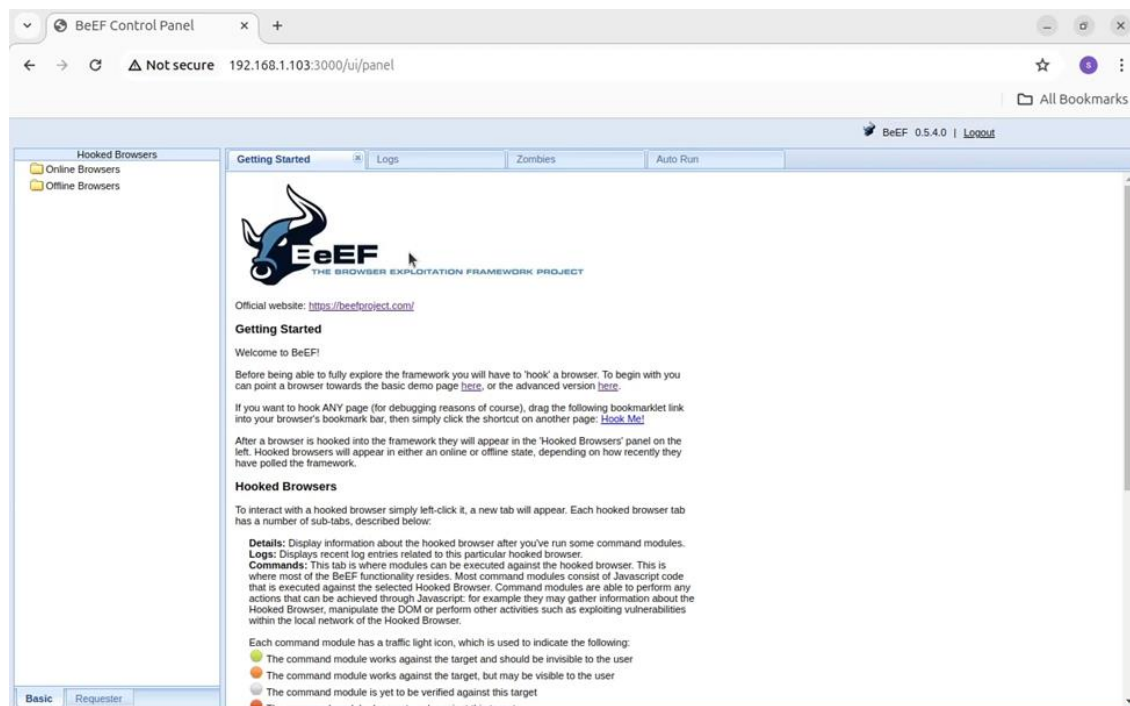 BeEF Control Panel
Not secure 192.168.1.103:3000/ui/panel
S
All Bookmarks
BeEF 0.5.4.0 | Logout
Hooked Browsers
Online Browsers
Offline Browsers
Getting Started
Logs
Zombies
Auto Run
BeEF
THE BROWSER EXPLOITATION FRAMEWORK PROJECT
Official website: https://beefproject.com/
Getting Started
Welcome to BeEF!
Before being able to fully explore the framework you will have to 'hook' a browser. To begin with you
can point a browser towards the basic demo page here, or the advanced version here.
If you want to hook ANY page (for debugging reasons of course), drag the following bookmarklet link
into your browser's bookmark bar, then simply click the shortcut on another page: Hook Me!
After a browser is hooked into the framework they will appear in the 'Hooked Browsers' panel on the
left. Hooked browsers will appear in either an online or offline state, depending on how recently they
have polled the framework.
Hooked Browsers
To interact with a hooked browser simply left-click it, a new tab will appear. Each hooked browser tab
has a number of sub-tabs, described below:
Details: Display information about the hooked browser after you've run some command modules.
Logs: Displays recent log entries related to this particular hooked browser.
Commands: This tab is where modules can be executed against the hooked browser. This is
where most of the BeEF functionality resides. Most command modules consist of Javascript code
that is executed against the selected Hooked Browser. Command modules are able to perform any
actions that can be achieved through Javascript: for example they may gather information about the
Hooked Browser, manipulate the DOM or perform other activities such as exploiting vulnerabilities
within the local network of the Hooked Browser.
Each command module has a traffic light icon, which is used to indicate the following:
The command module works against the target and should be invisible to the user
The command module works against the target, but may be visible to the user
The command module is yet to be verified against this target
Basic
Requester